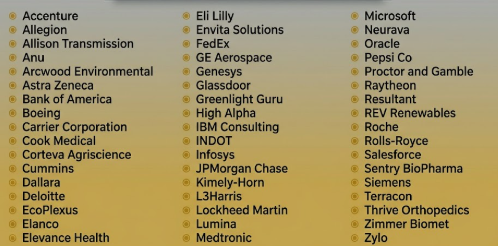 Accenture
Allegion
Allison Transmission
Anu
Arcwood Environmental
Astra Zeneca
Bank of America
Boeing
Carrier Corporation
Cook Medical
Corteva Agriscience
Cummins
Dallara
Deloitte
EcoPlexus
Elanco
Elevance Health
Eli Lilly
Envita Solutions
FedEx
GE Aerospace
Genesys
Glassdoor
Greenlight Guru
High Alpha
IBM Consulting
INDOT
Infosys
JPMorgan Chase
Kimely-Horn
L3Harris
Lockheed Martin
Lumina
Medtronic
Microsoft
Neurava
Oracle
Pepsi Co
Proctor and Gamble
Raytheon
Resultant
REV Renewables
Roche
Rolls-Royce
Salesforce
Sentry BioPharma
Siemens
Terracon
Thrive Orthopedics
Zimmer Biomet
Zylo